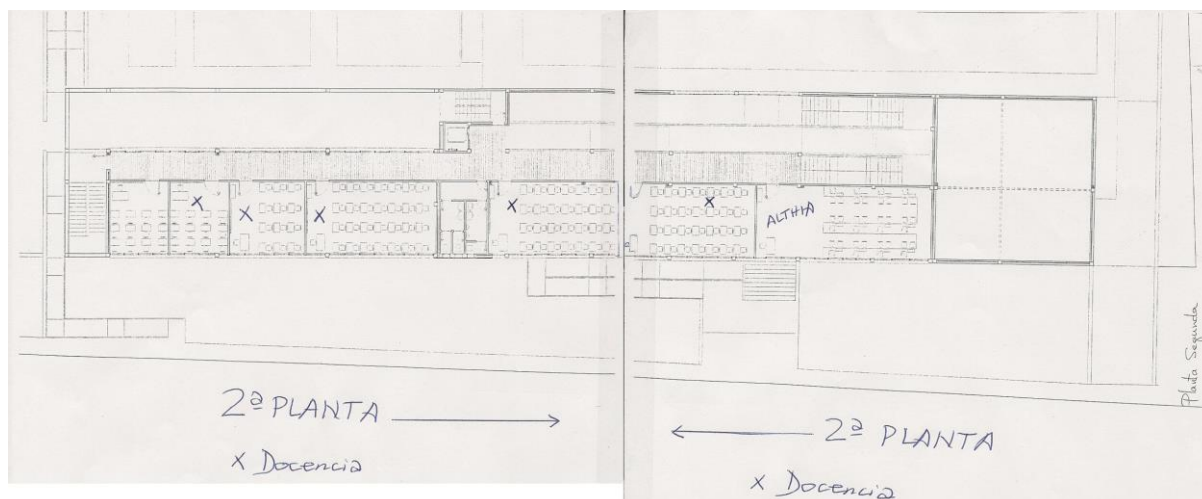 X
X
X
X
X
ALTHIA
Planta Segunda
2ª PLANTA
X Docencia
2ª PLANTA
X Docencia